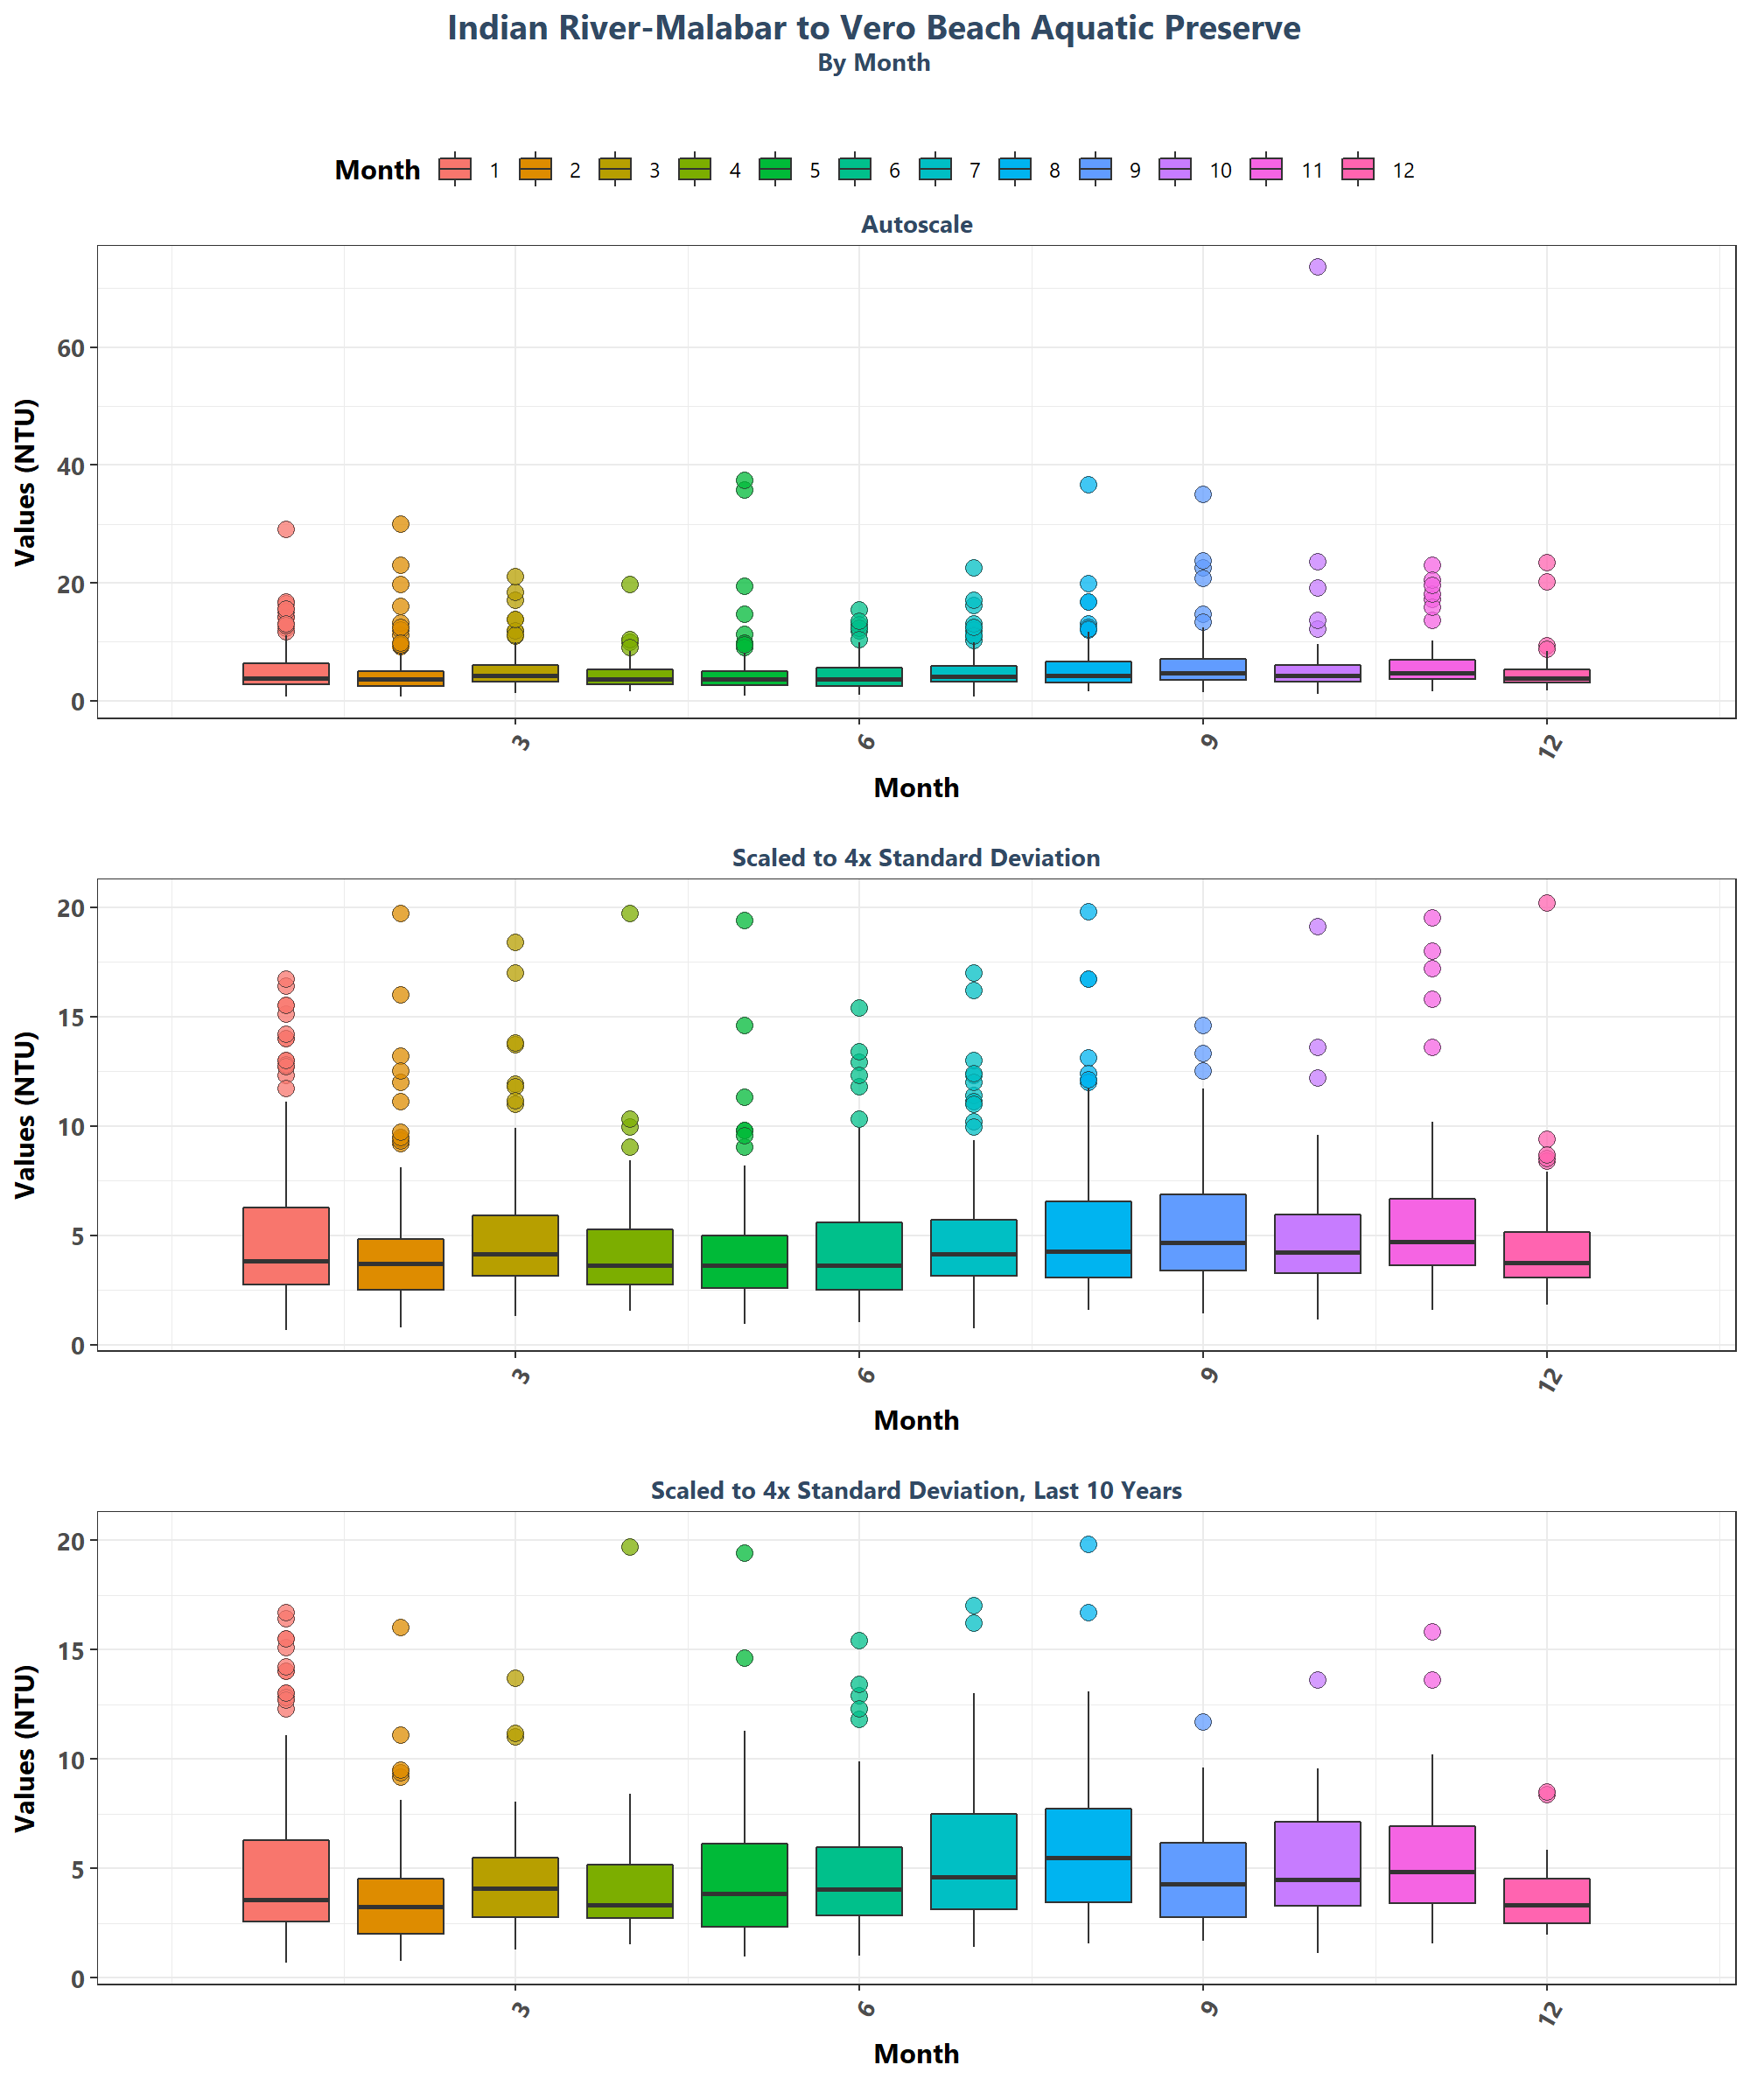 Indian River-Malabar to Vero Beach Aquatic Preserve
By Month
Month 1 2 3 4 5 6 7 8 9 10 11 12
Autoscale
Values (NTU)
60
40
20
0
3 6 9 12
Month
Scaled to 4x Standard Deviation
Values (NTU)
20
15
10
5
0
3 6 9 12
Month
Scaled to 4x Standard Deviation, Last 10 Years
Values (NTU)
20
15
10
5
0
3 6 9 12
Month